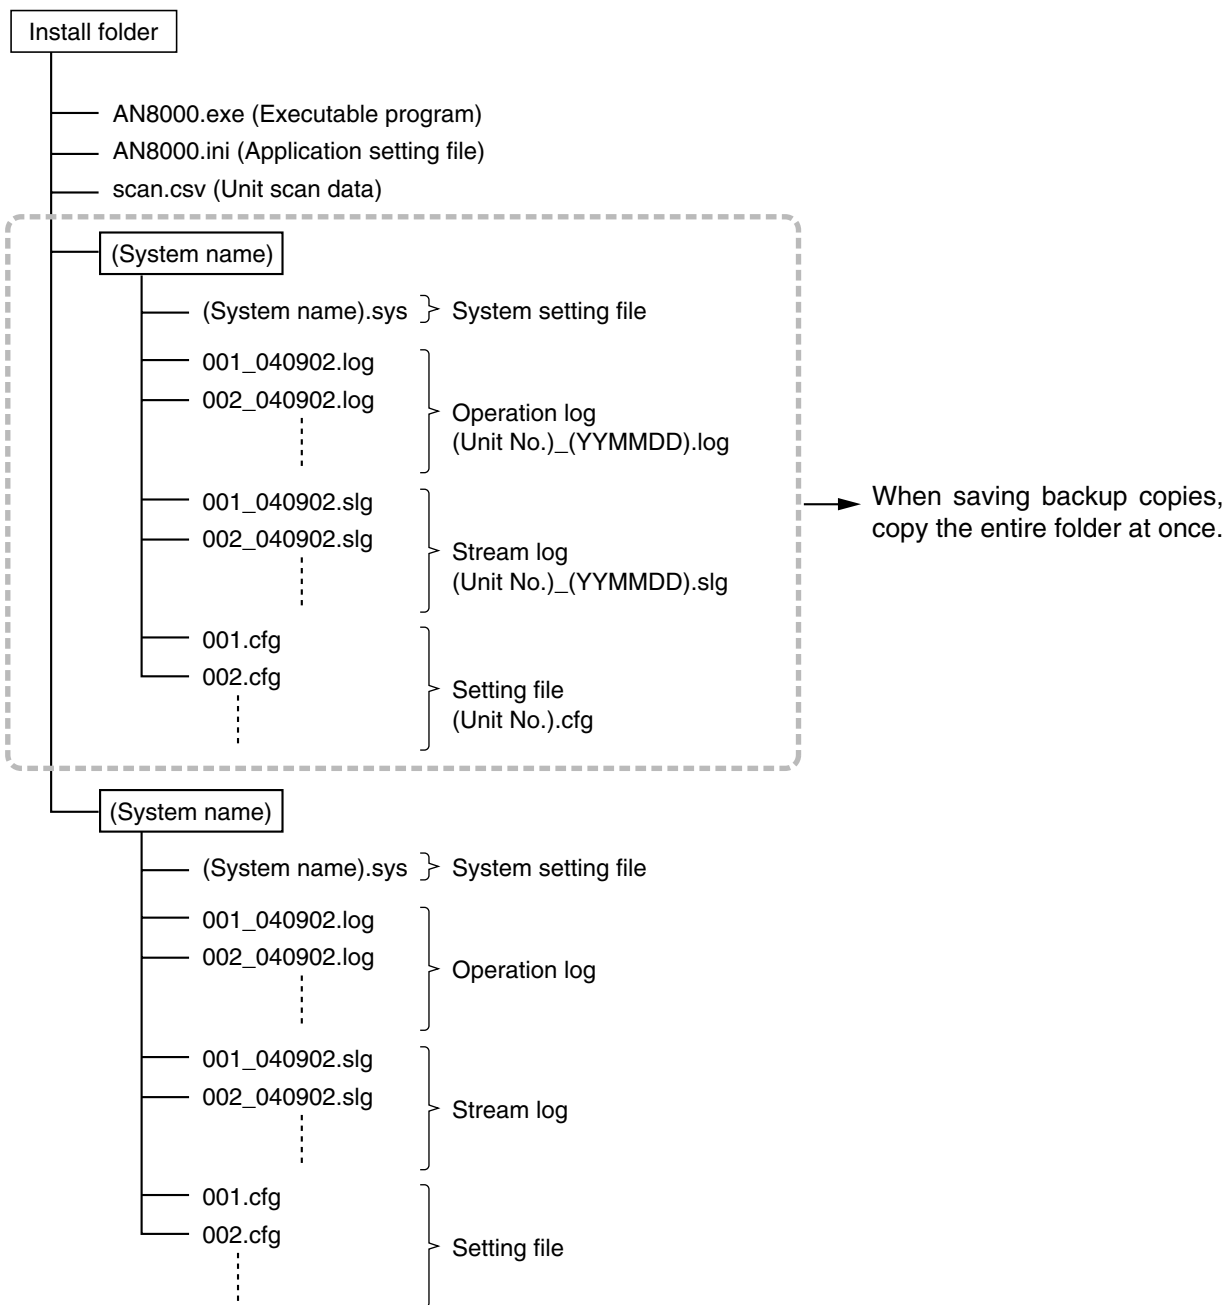 Install folder
AN8000.exe (Executable program)
AN8000.ini (Application setting file)
scan.csv (Unit scan data)
(System name)
(System name).sys
System setting file
001_040902.log
002_040902.log
Operation log
(Unit No.)_(YYMMDD).log
001_040902.slg
002_040902.slg
Stream log
(Unit No.)_(YYMMDD).slg
001.cfg
002.cfg
Setting file
(Unit No.).cfg
When saving backup copies,
copy the entire folder at once.
(System name)
(System name).sys
System setting file
001_040902.log
002_040902.log
Operation log
001_040902.slg
002_040902.slg
Stream log
001.cfg
002.cfg
Setting file